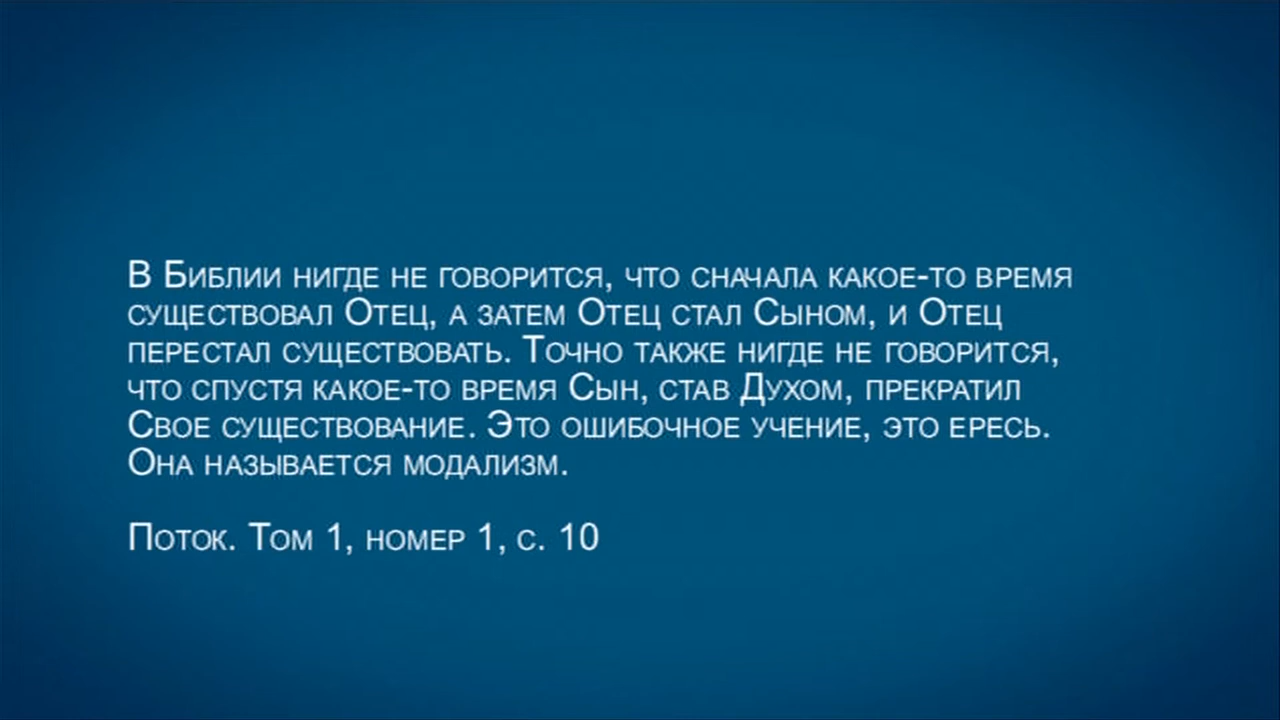 В Библии нигде не говорится, что сначала какое-то время
существовал Отец, а затем Отец стал Сыном, и Отец
перестал существовать. Точно также нигде не говорится,
что спустя какое-то время Сын, став Духом, прекратил
Свое существование. Это ошибочное учение, это ересь.
Она называется модализм.
Поток. Том 1, номер 1, с. 10